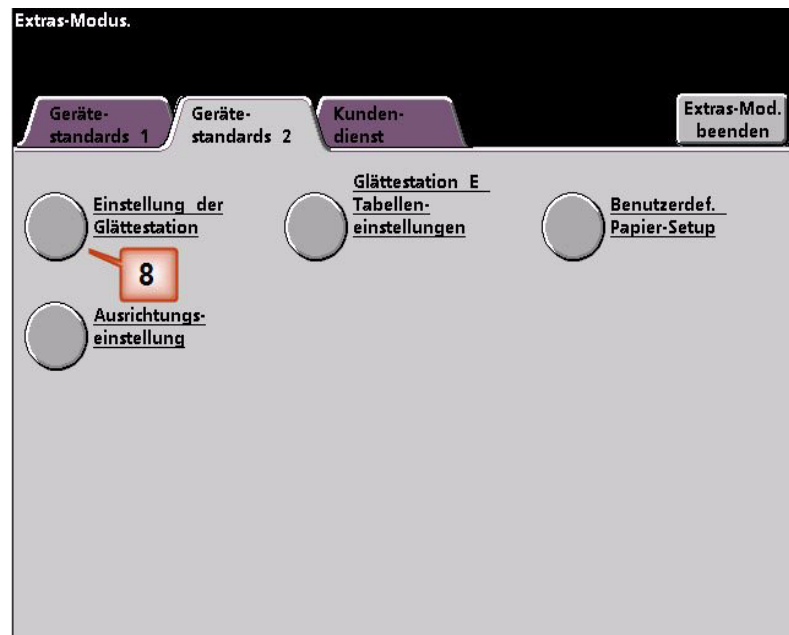 Extras-Modus.
Geräte-
standards 1
Geräte-
standards 2
Kunden-
dienst
Extras-Mod.
beenden
Einstellung der
Glättestation
Glättestation E
Tabellen-
einstellungen
Benutzerdef.
Papier-Setup
8
Ausrichtungs-
einstellung